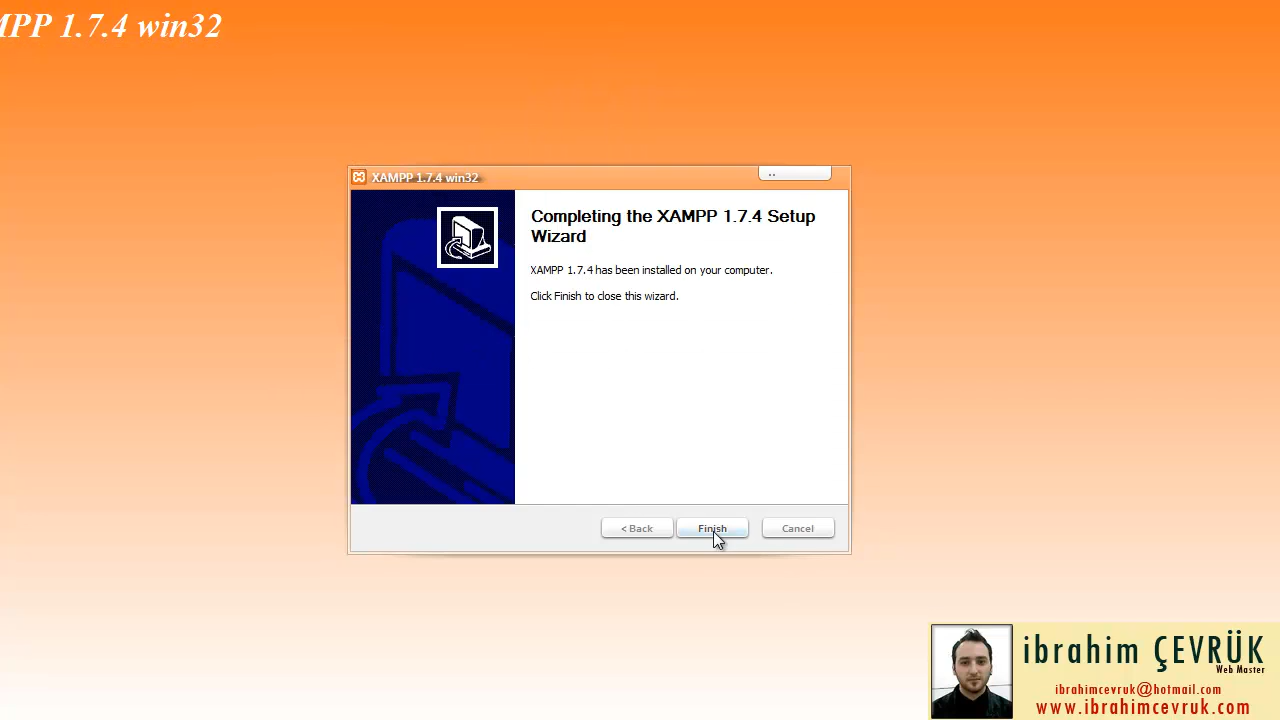 MPP 1.7.4 win32
XAMPP 1.7.4 win32
Completing the XAMPP 1.7.4 Setup
Wizard
XAMPP 1.7.4 has been installed on your computer.
Click Finish to close this wizard.
< Back
Finish
Cancel
ibrahim ÇEVRÜK
Web Master
ibrahimcevruk@hotmail.com
www.ibrahimcevruk.com